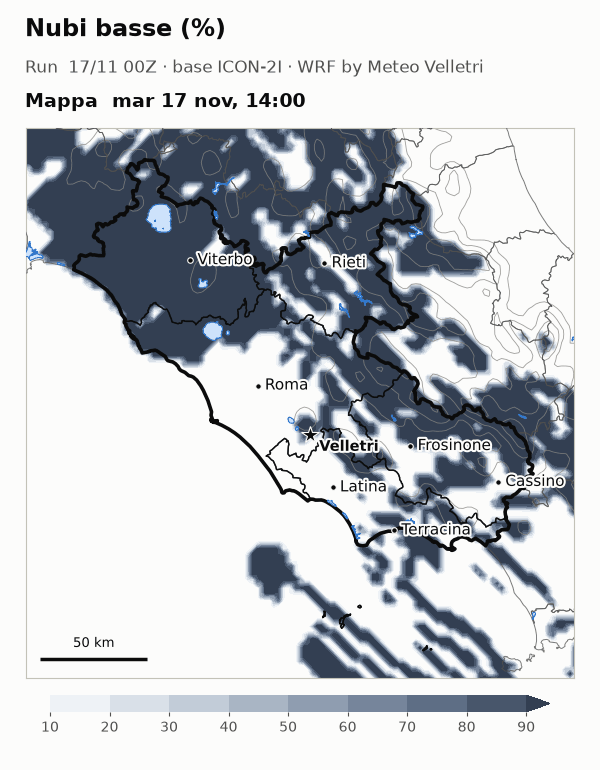 Nubi basse (%)
Run  17/11 00Z · base ICON-2I · WRF by Meteo Velletri
Mappa  mar 17 nov, 14:00
Viterbo
Rieti
Roma
Velletri
Frosinone
Cassino
Latina
Terracina
50 km
10 20 30 40 50 60 70 80 90